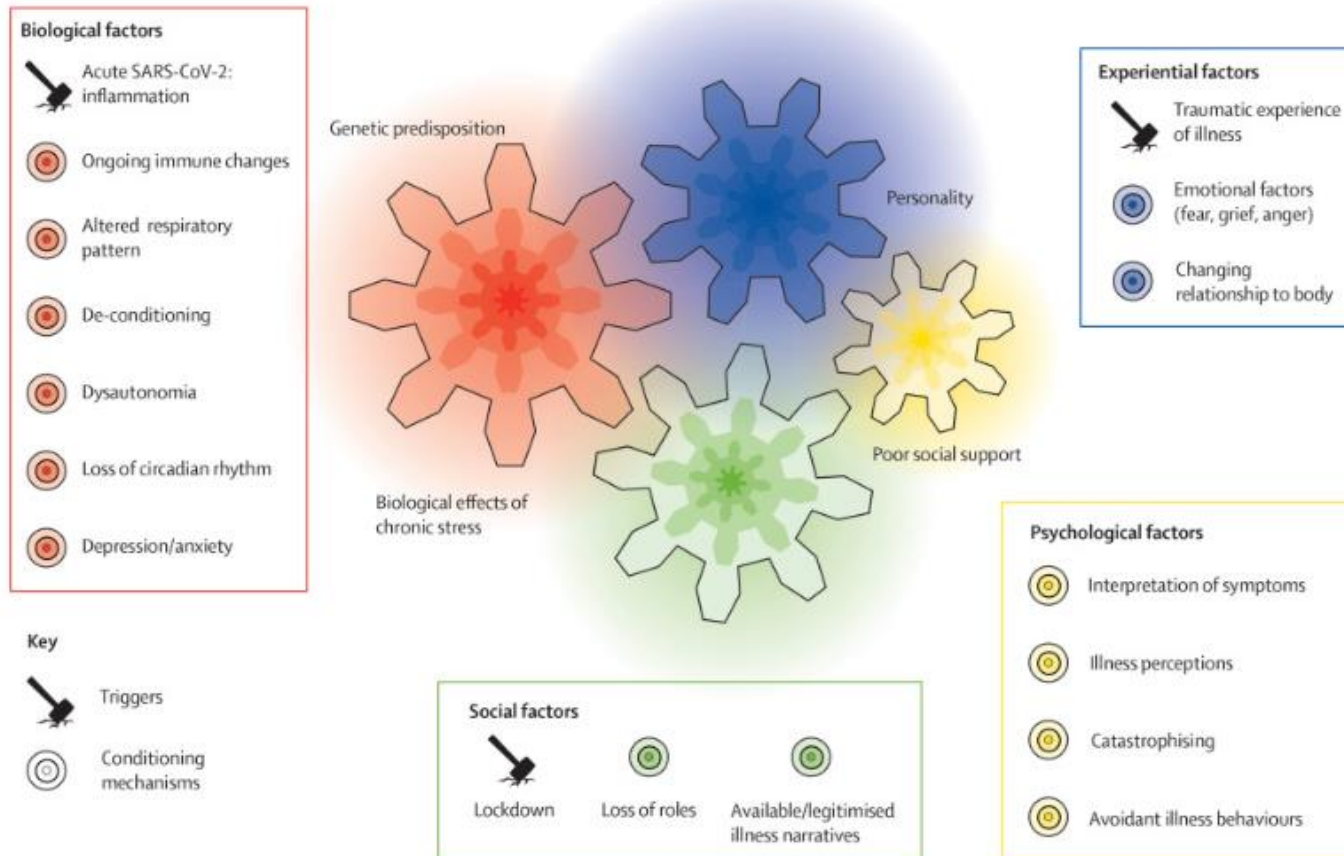 Biological factors
Acute SARS-CoV-2:
inflammation
Ongoing immune changes
Altered respiratory
pattern
De-conditioning
Dysautonomia
Loss of circadian rhythm
Depression/anxiety
Key
Triggers
Conditioning
mechanisms
Genetic predisposition
Personality
Poor social support
Biological effects of
chronic stress
Experiential factors
Traumatic experience
of illness
Emotional factors
(fear, grief, anger)
Changing
relationship to body
Social factors
Lockdown
Loss of roles
Available/legitimised
illness narratives
Psychological factors
Interpretation of symptoms
Illness perceptions
Catastrophising
Avoidant illness behaviours